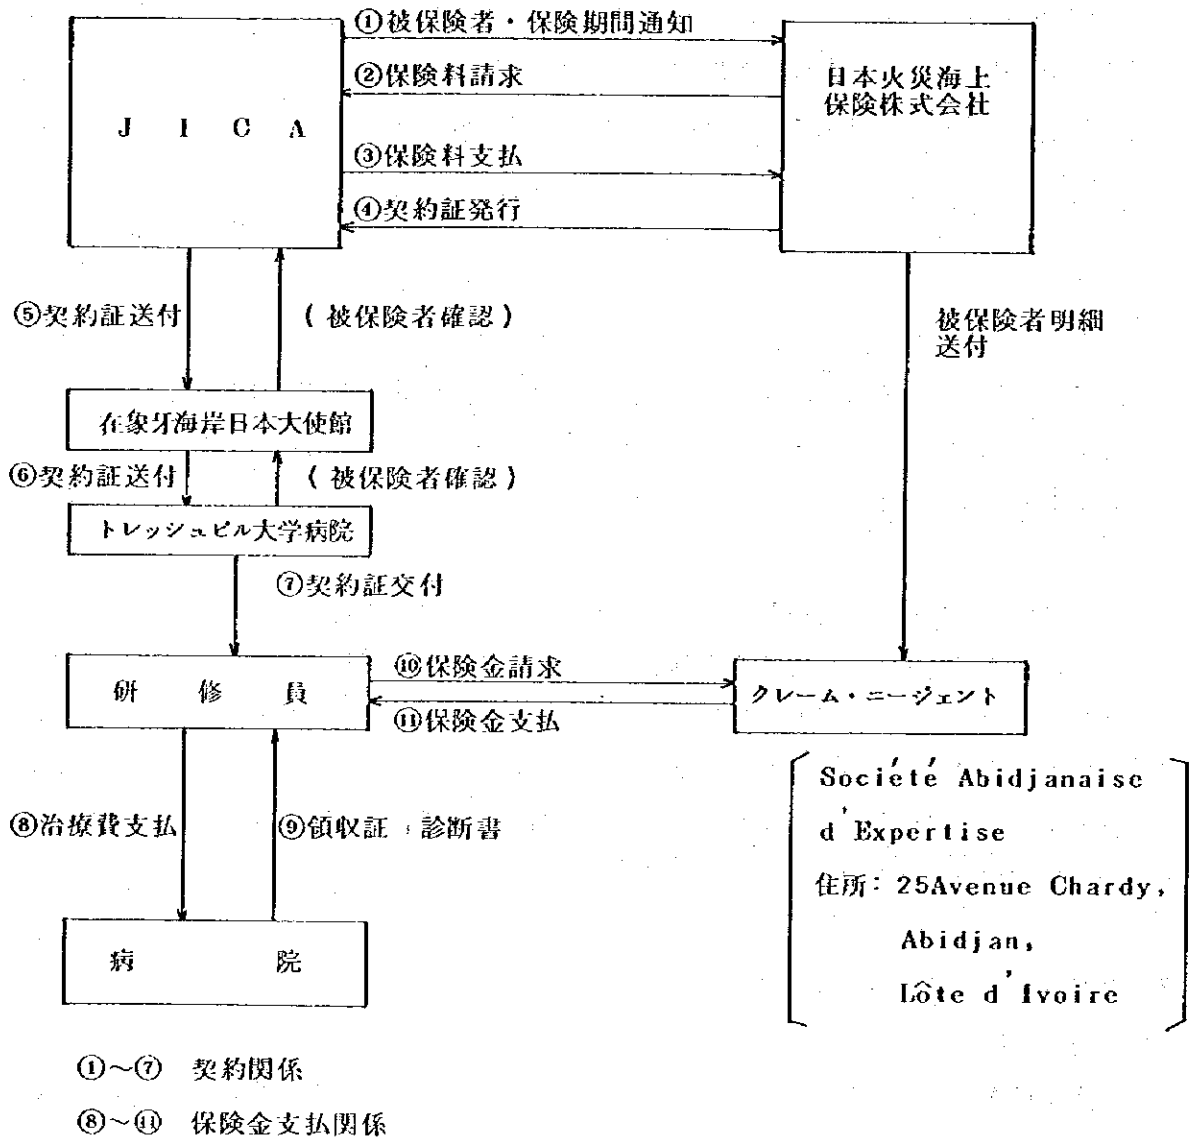 ①被保険者・保険期間通知
②保険料請求
JICA
日本火災海上
保険株式会社
③保険料支払
④契約証発行
⑤契約証送付
(被保険者確認)
被保険者明細
送付
在象牙海岸日本大使館
⑥契約証送付
(被保険者確認)
トレッシュビル大学病院
⑦契約証交付
研修員
⑩保険金請求
⑪保険金支払
クレーム・ニージェント
Société Abidjanaise
d'Expertise
住所: 25Avenue Chardy,
Abidjan,
Lôte d'Ivoire
⑧治療費支払
⑨領収証・診断書
病院
①~⑦ 契約関係
⑧~⑪ 保険金支払関係